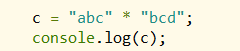 c = "abc" * "bcd";
console.log(c);